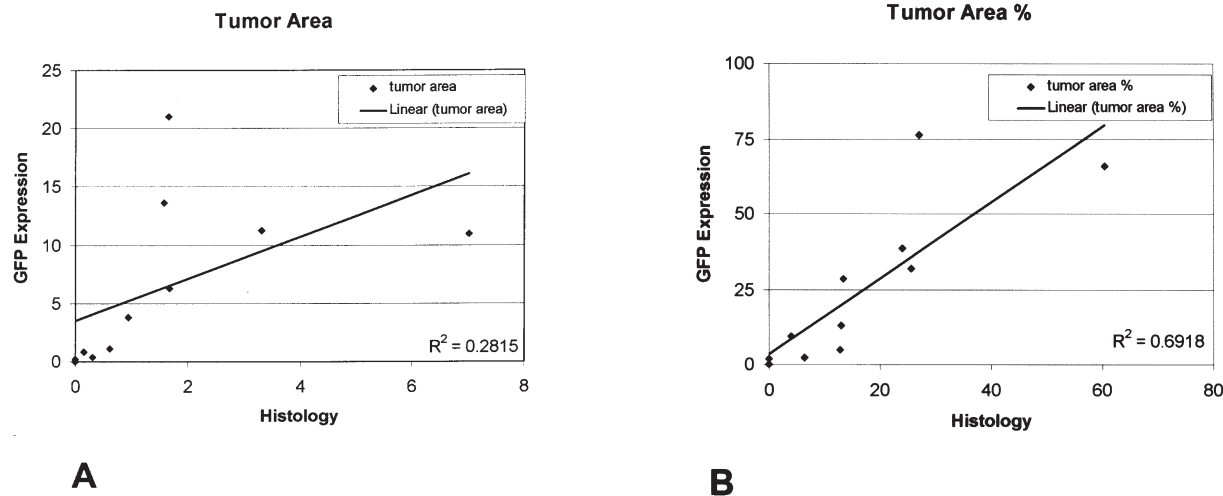 Tumor Area
25
20
15
10
5
0
0 2 4 6 8
GFP Expression
Histology
tumor area
Linear (tumor area)
R² = 0.2815
A
Tumor Area %
100
75
50
25
0
0 20 40 60 80
GFP Expression
Histology
tumor area %
Linear (tumor area %)
R² = 0.6918
B